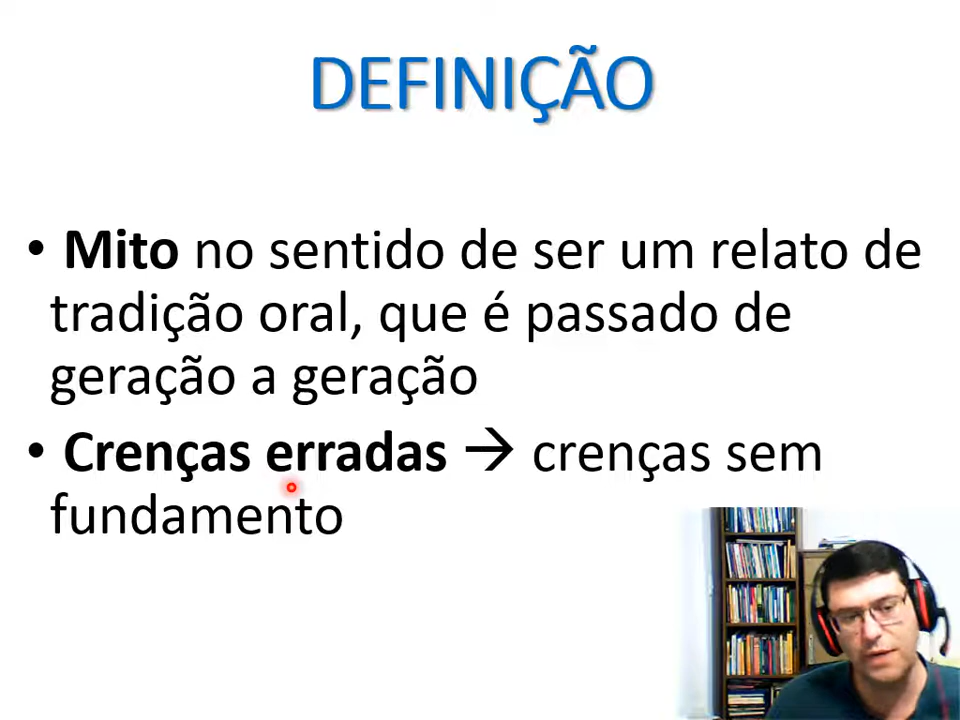 DEFINIÇÃO
• Mito no sentido de ser um relato de
tradição oral, que é passado de
geração a geração
• Crenças erradas → crenças sem
fundamento